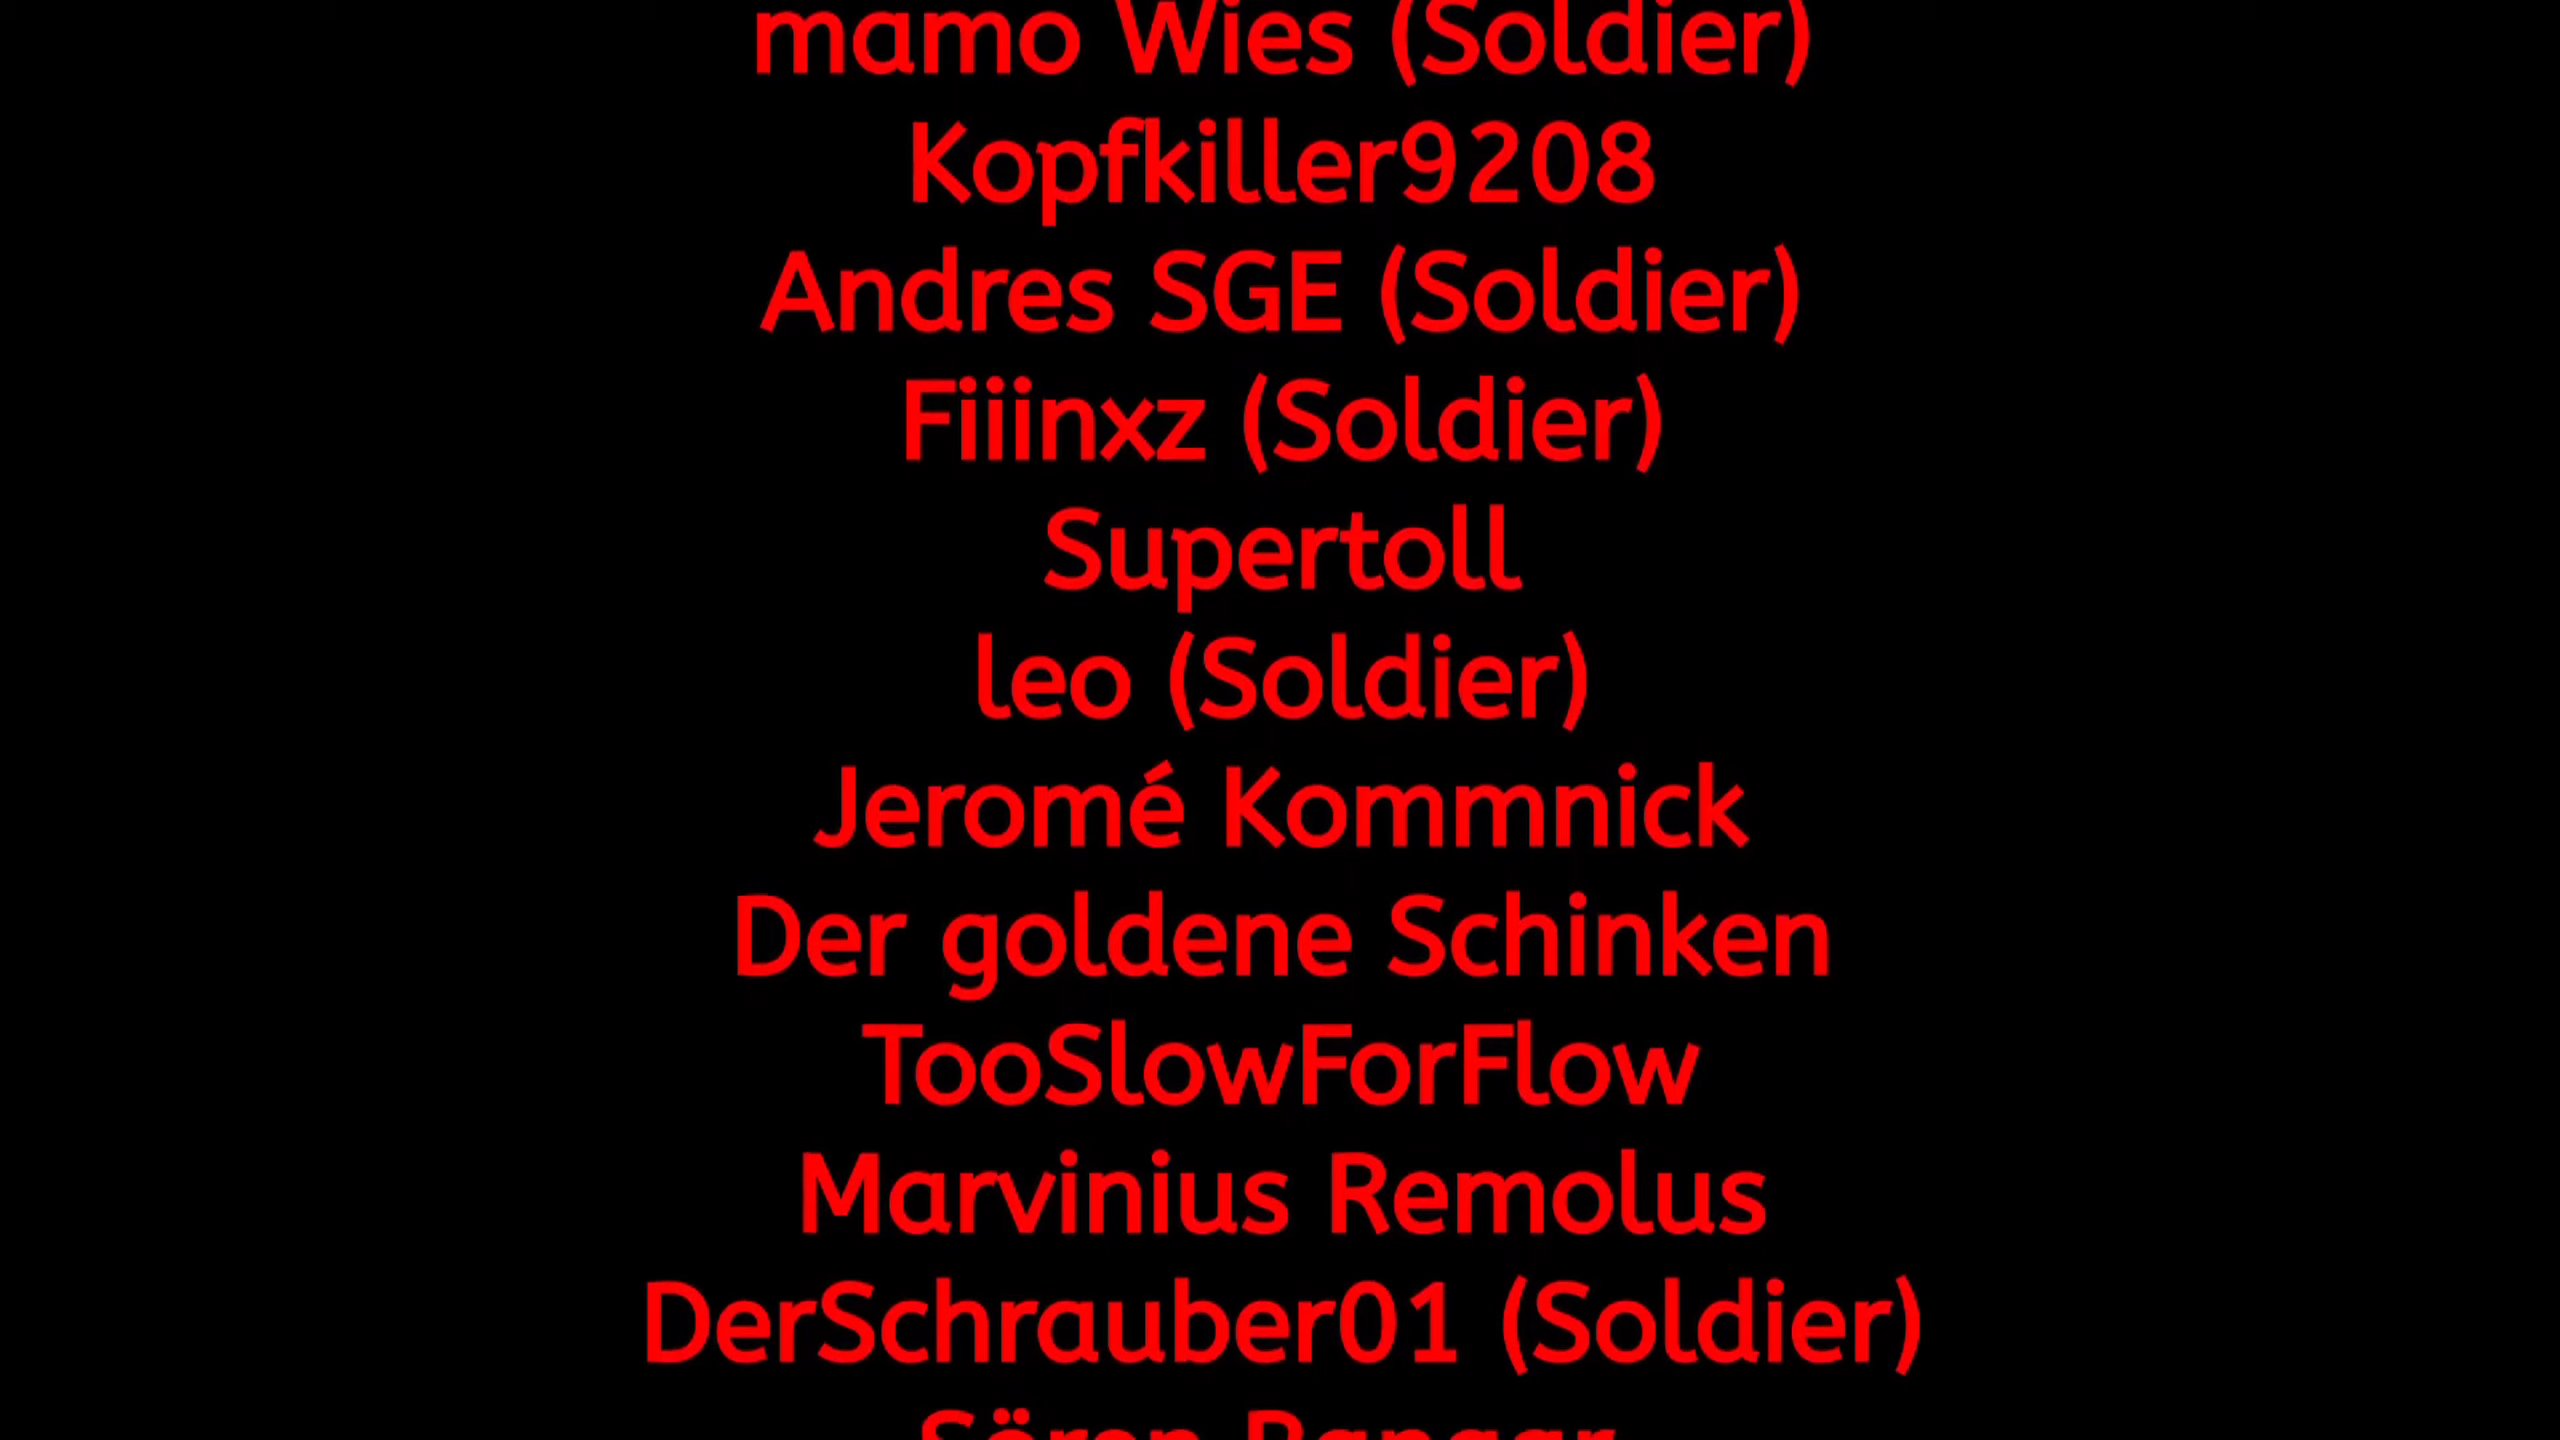 mamo Wies (Soldier)
Kopfkiller9208
Andres SGE (Soldier)
Fiiinxz (Soldier)
Supertoll
leo (Soldier)
Jeromé Kommnick
Der goldene Schinken
TooSlowForFlow
Marvinius Remolus
DerSchrauber01 (Soldier)
Sören